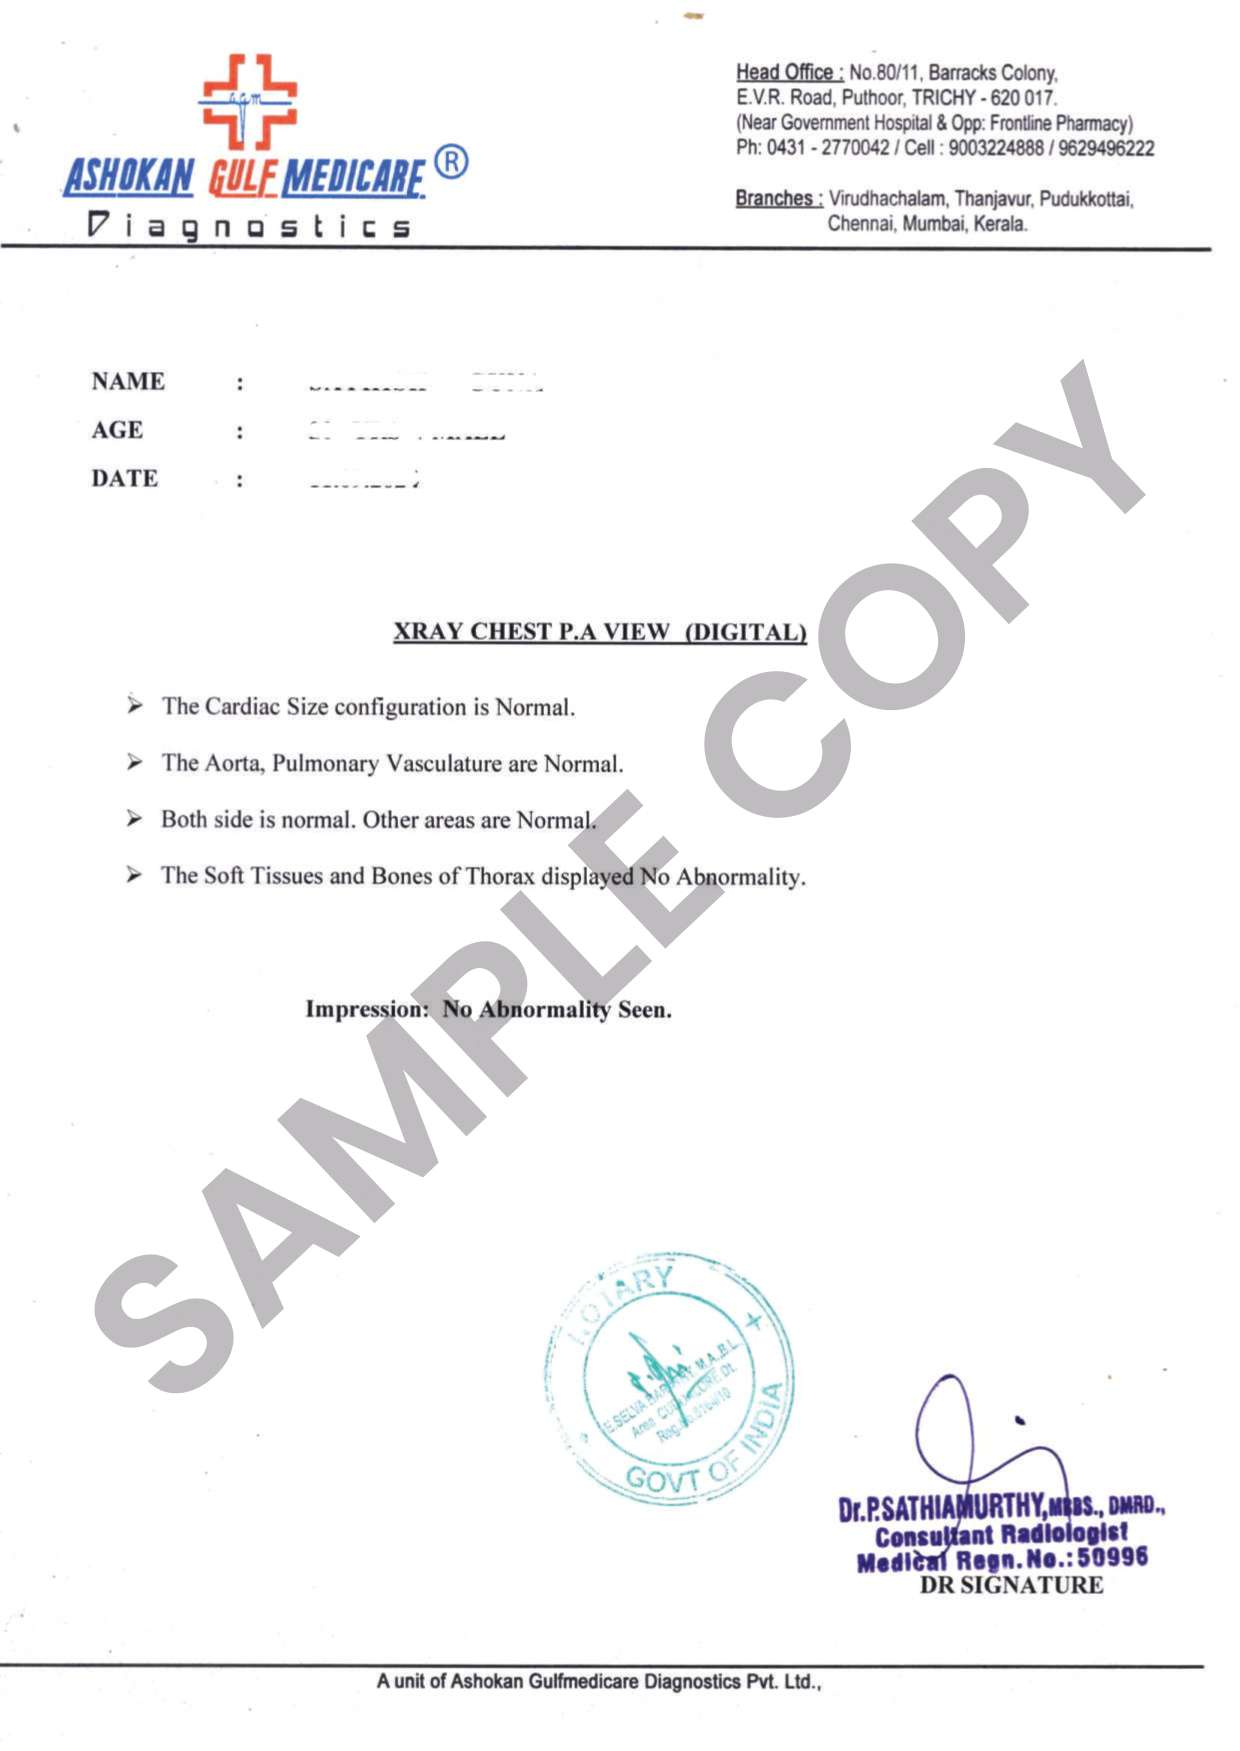 agm
ASHOKAN GULF MEDICARE ®
Diagnostics
Head Office : No.80/11, Barracks Colony,
E.V.R. Road, Puthoor, TRICHY - 620 017.
(Near Government Hospital & Opp: Frontline Pharmacy)
Ph: 0431 - 2770042 / Cell : 9003224888 / 9629496222
Branches : Virudhachalam, Thanjavur, Pudukkottai,
Chennai, Mumbai, Kerala.
NAME :
AGE :
DATE :
XRAY CHEST P.A VIEW (DIGITAL)
➢ The Cardiac Size configuration is Normal.
➢ The Aorta, Pulmonary Vasculature are Normal.
➢ Both side is normal. Other areas are Normal.
➢ The Soft Tissues and Bones of Thorax displayed No Abnormality.
Impression: No Abnormality Seen.
SAMPLE COPY
NOTARY
M.A.B.L.
GOVT OF INDIA
Dr.P.SATHIAMURTHY,MBBS., DMRD.,
Consultant Radiologist
Medical Regn.No.:50996
DR SIGNATURE
A unit of Ashokan Gulfmedicare Diagnostics Pvt. Ltd.,